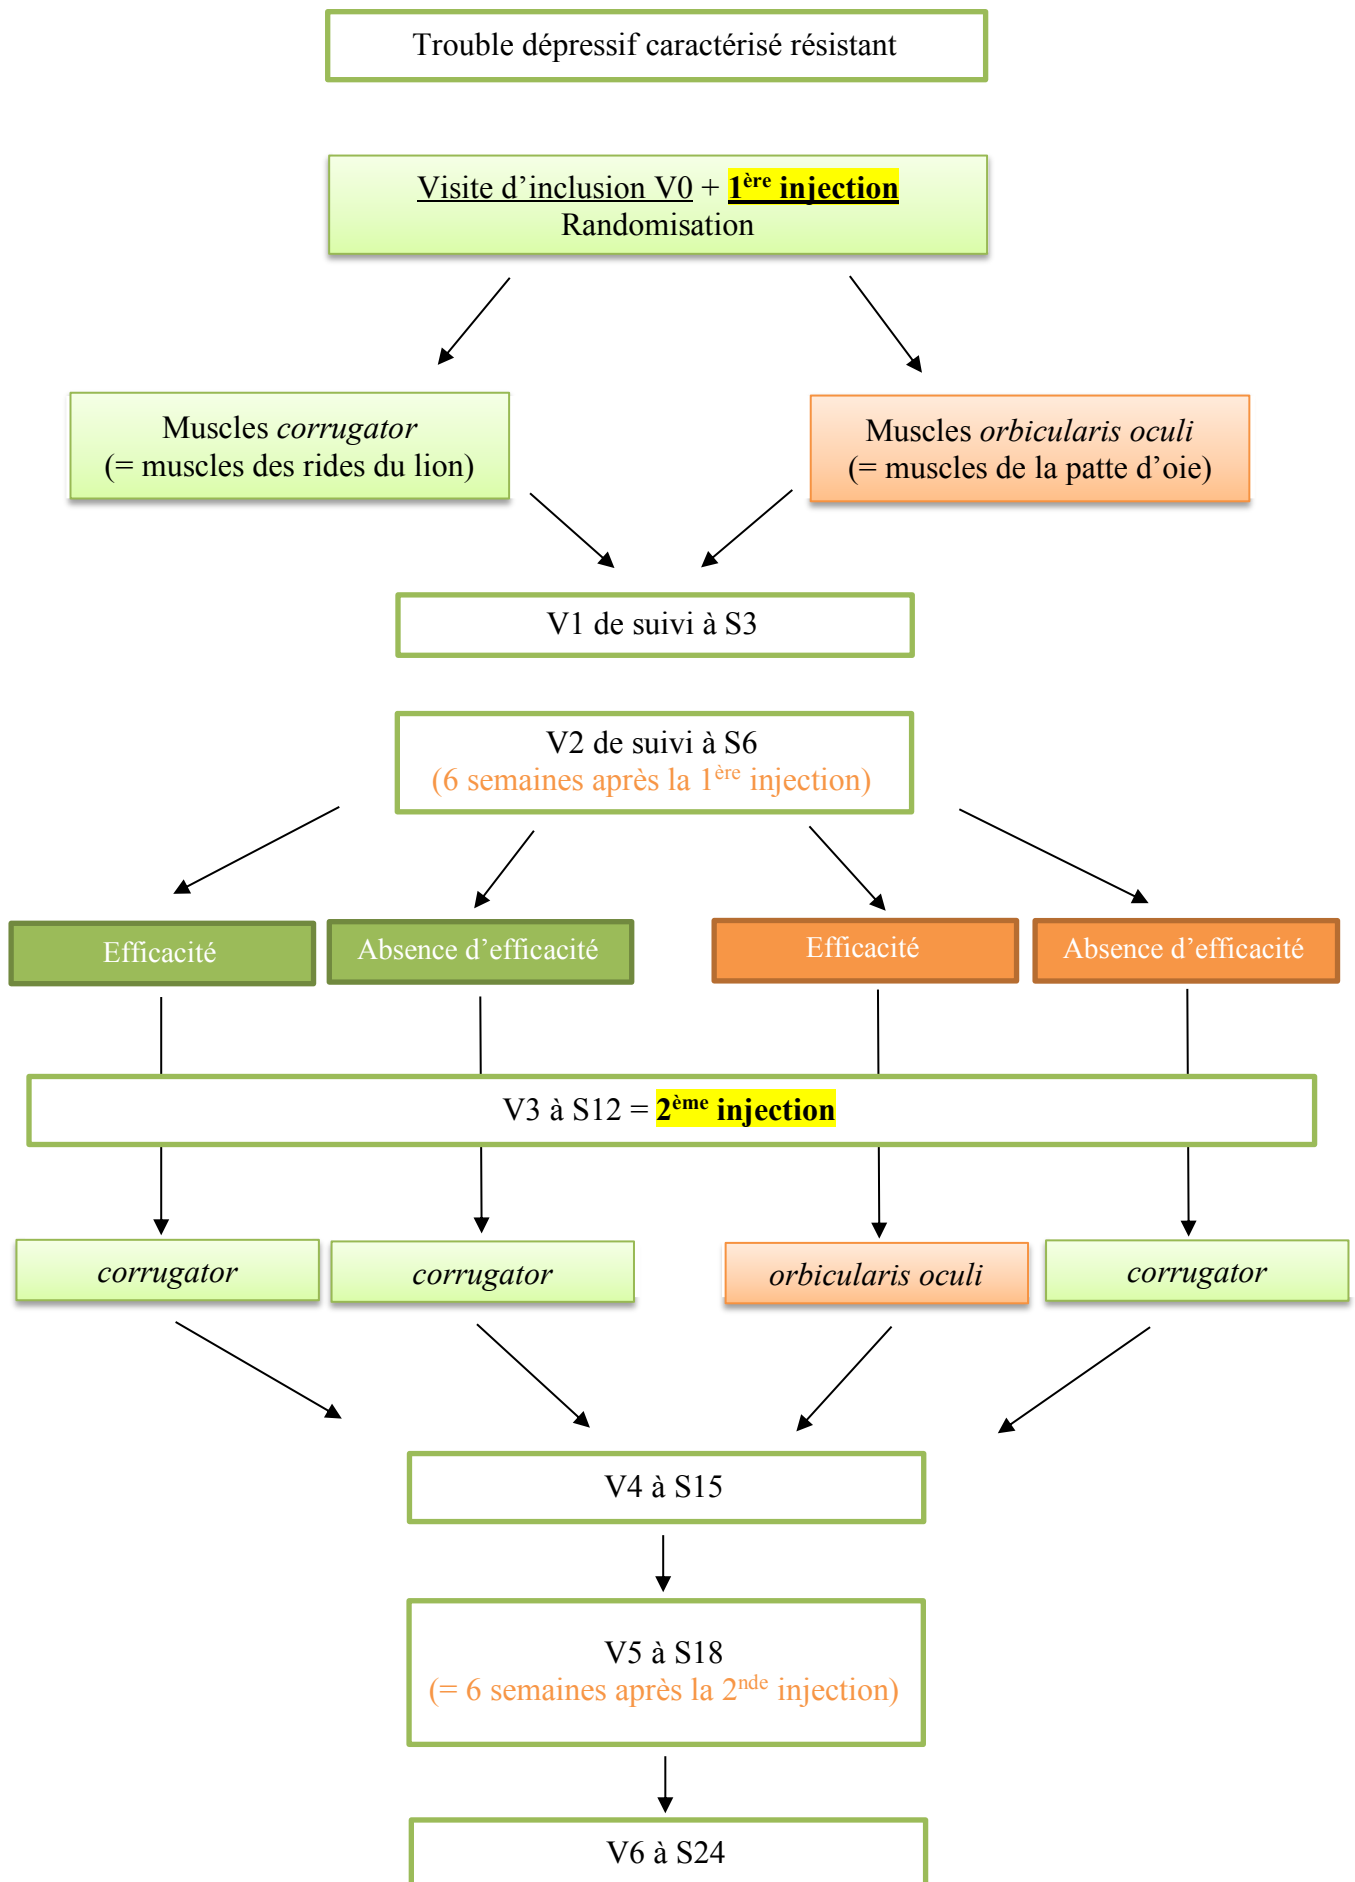 Trouble dépressif caractérisé résistant
Visite d’inclusion V0 + 1ère injection
Randomisation
Muscles corrugator
(= muscles des rides du lion)
Muscles orbicularis oculi
(= muscles de la patte d’oie)
V1 de suivi à S3
V2 de suivi à S6
(6 semaines après la 1ère injection)
Efficacité
Absence d’efficacité
Efficacité
Absence d’efficacité
V3 à S12 = 2ème injection
corrugator
corrugator
orbicularis oculi
corrugator
V4 à S15
V5 à S18
(= 6 semaines après la 2nde injection)
V6 à S24